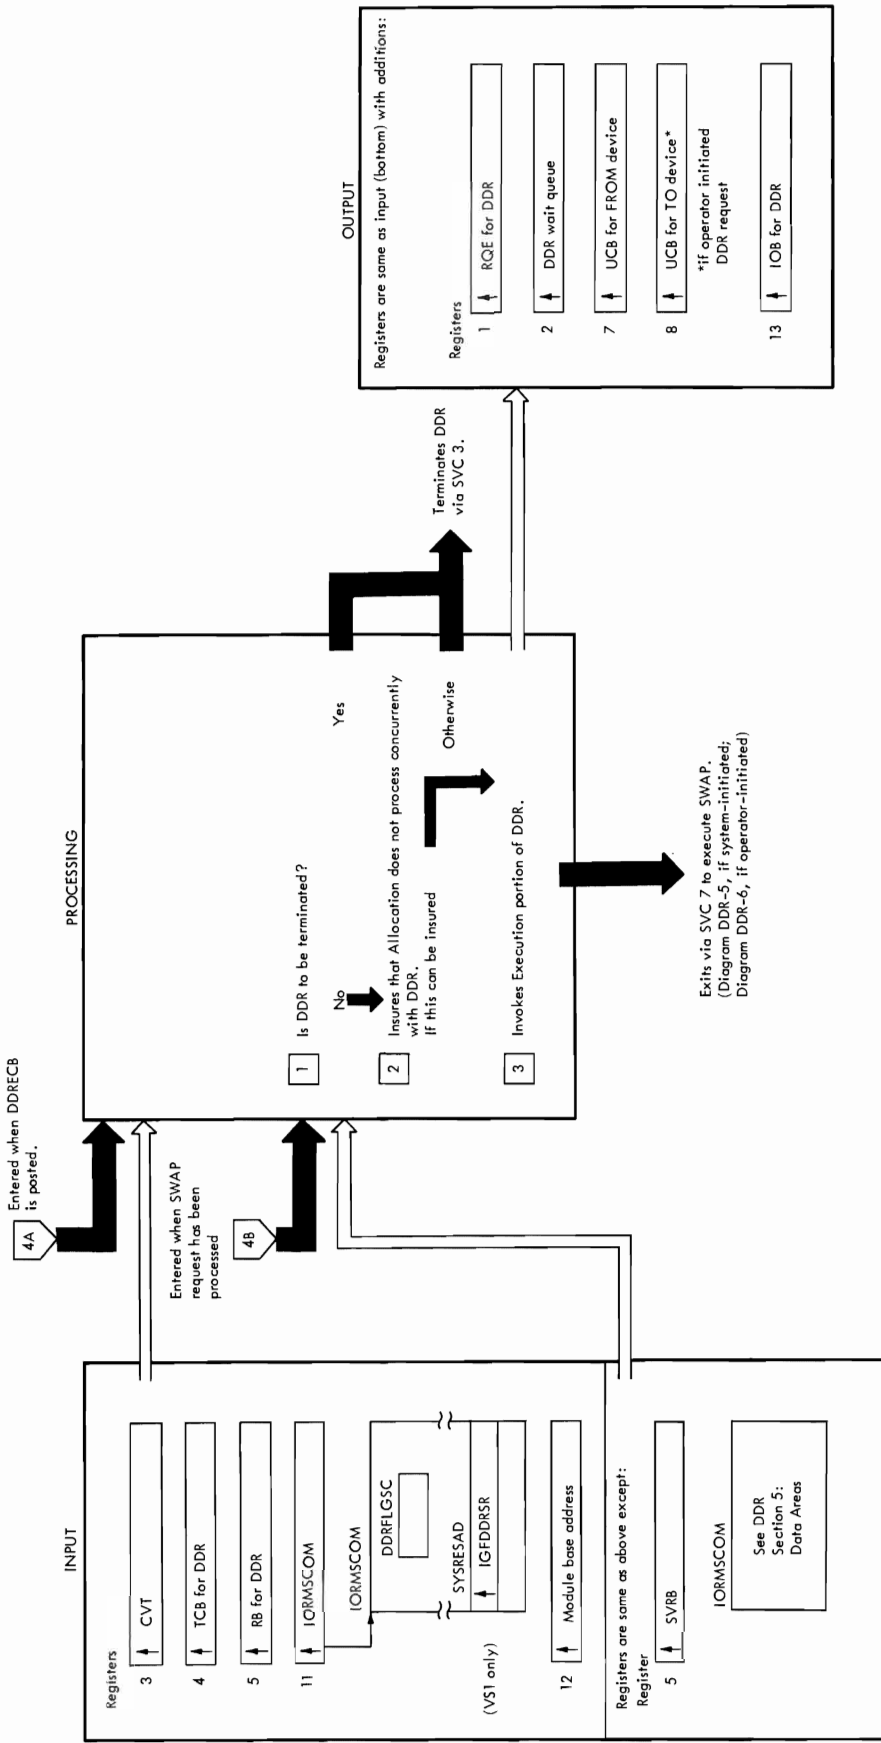 INPUT
Registers
3 CVT
4 TCB for DDR
5 RB for DDR
11 IORMSCOM
IORMSCOM
DDRFLGSC
SYSRESAD
(VS1 only)
IGFDDRSR
12 Module base address
Registers are same as above except:
Register
5 SVRB
IORMSCOM
See DDR
Section 5:
Data Areas
4A
Entered when DDRECB
is posted.
Entered when SWAP
request has been
processed
4B
PROCESSING
1 Is DDR to be terminated?
No
Yes
2 Insures that Allocation does not process concurrently
with DDR.
If this can be insured
Otherwise
3 Invokes Execution portion of DDR.
Terminates DDR
via SVC 3.
Exits via SVC 7 to execute SWAP.
(Diagram DDR-5, if system-initiated;
Diagram DDR-6, if operator-initiated)
OUTPUT
Registers are same as input (bottom) with additions:
Registers
1 RQE for DDR
2 DDR wait queue
7 UCB for FROM device
8 UCB for TO device*
*if operator initiated
DDR request
13 IOB for DDR